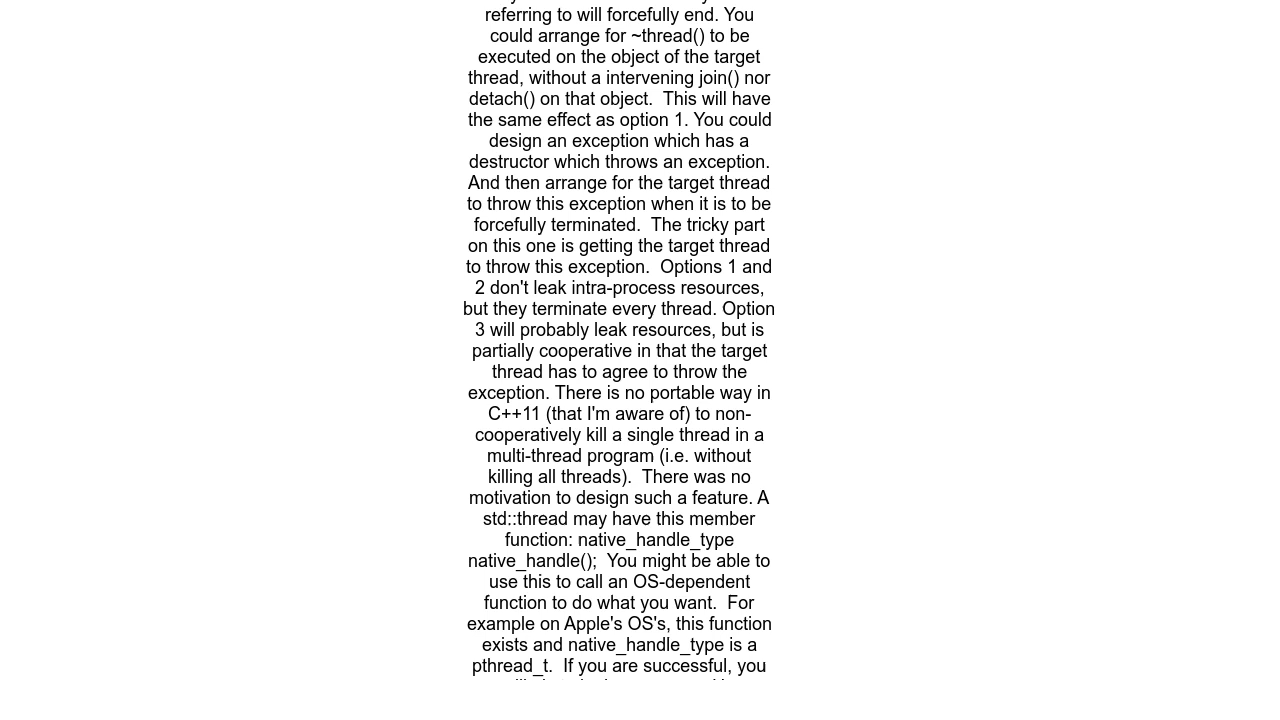 referring to will forcefully end. You
could arrange for ~thread() to be
executed on the object of the target
thread, without a intervening join() nor
detach() on that object.  This will have
the same effect as option 1. You could
design an exception which has a
destructor which throws an exception.
And then arrange for the target thread
to throw this exception when it is to be
forcefully terminated.  The tricky part
on this one is getting the target thread
to throw this exception.  Options 1 and
2 don't leak intra-process resources,
but they terminate every thread. Option
3 will probably leak resources, but is
partially cooperative in that the target
thread has to agree to throw the
exception. There is no portable way in
C++11 (that I'm aware of) to non-
cooperatively kill a single thread in a
multi-thread program (i.e. without
killing all threads).  There was no
motivation to design such a feature. A
std::thread may have this member
function: native_handle_type
native_handle();  You might be able to
use this to call an OS-dependent
function to do what you want.  For
example on Apple's OS's, this function
exists and native_handle_type is a
pthread_t.  If you are successful, you